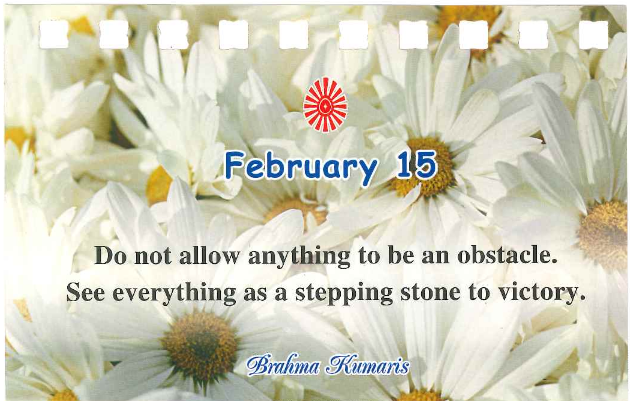 February 15
Do not allow anything to be an obstacle.
See everything as a stepping stone to victory.
Brahma Kumaris